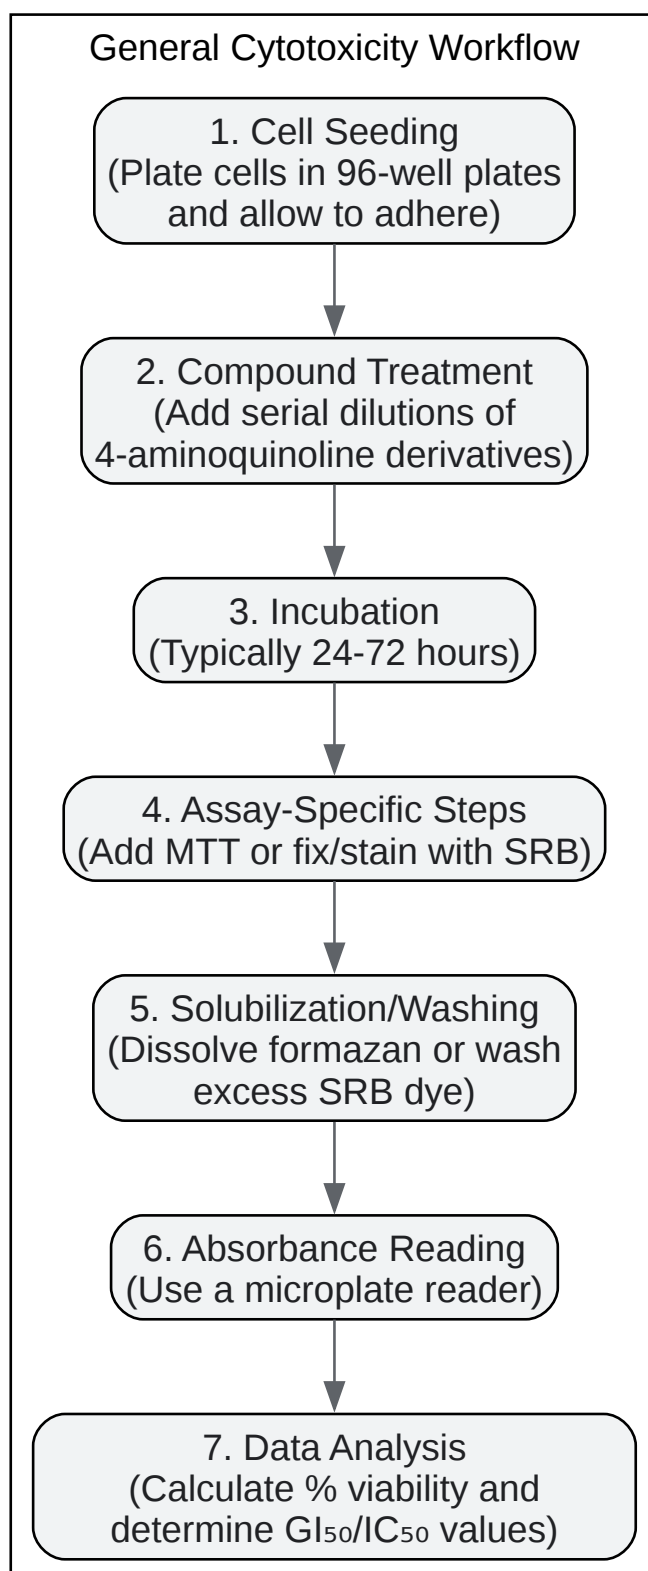 General Cytotoxicity Workflow
1. Cell Seeding
(Plate cells in 96-well plates
and allow to adhere)
2. Compound Treatment
(Add serial dilutions of
4-aminoquinoline derivatives)
3. Incubation
(Typically 24-72 hours)
4. Assay-Specific Steps
(Add MTT or fix/stain with SRB)
5. Solubilization/Washing
(Dissolve formazan or wash
excess SRB dye)
6. Absorbance Reading
(Use a microplate reader)
7. Data Analysis
(Calculate % viability and
determine GI₅₀/IC₅₀ values)